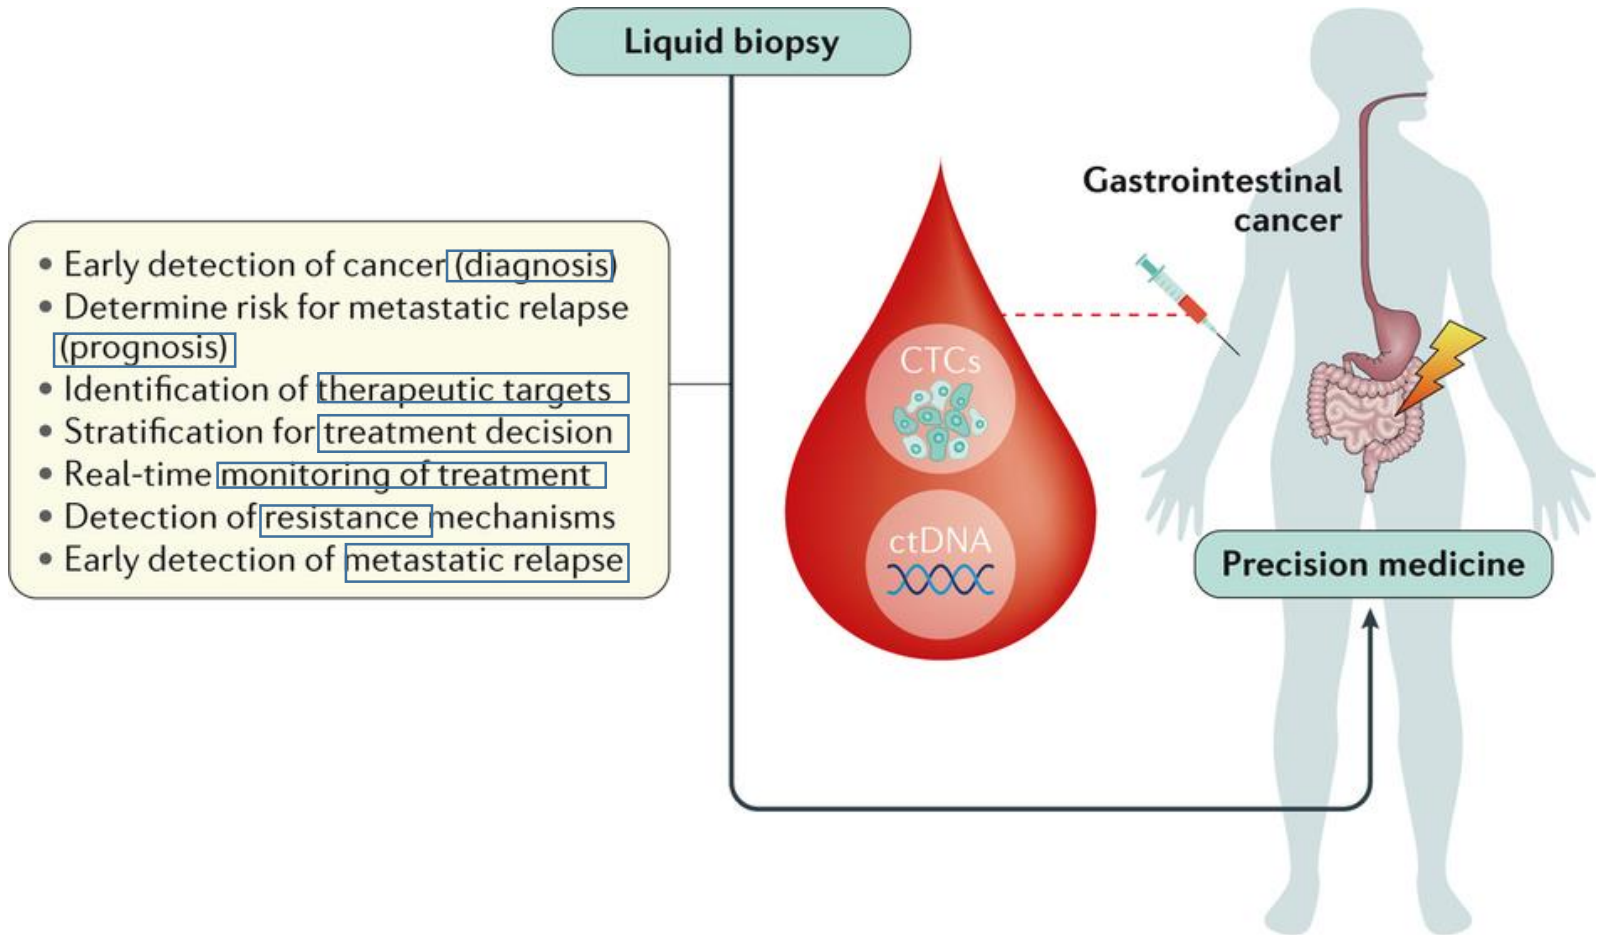 Liquid biopsy
• Early detection of cancer (diagnosis)
• Determine risk for metastatic relapse
(prognosis)
• Identification of therapeutic targets
• Stratification for treatment decision
• Real-time monitoring of treatment
• Detection of resistance mechanisms
• Early detection of metastatic relapse
CTCs
ctDNA
Gastrointestinal
cancer
Precision medicine